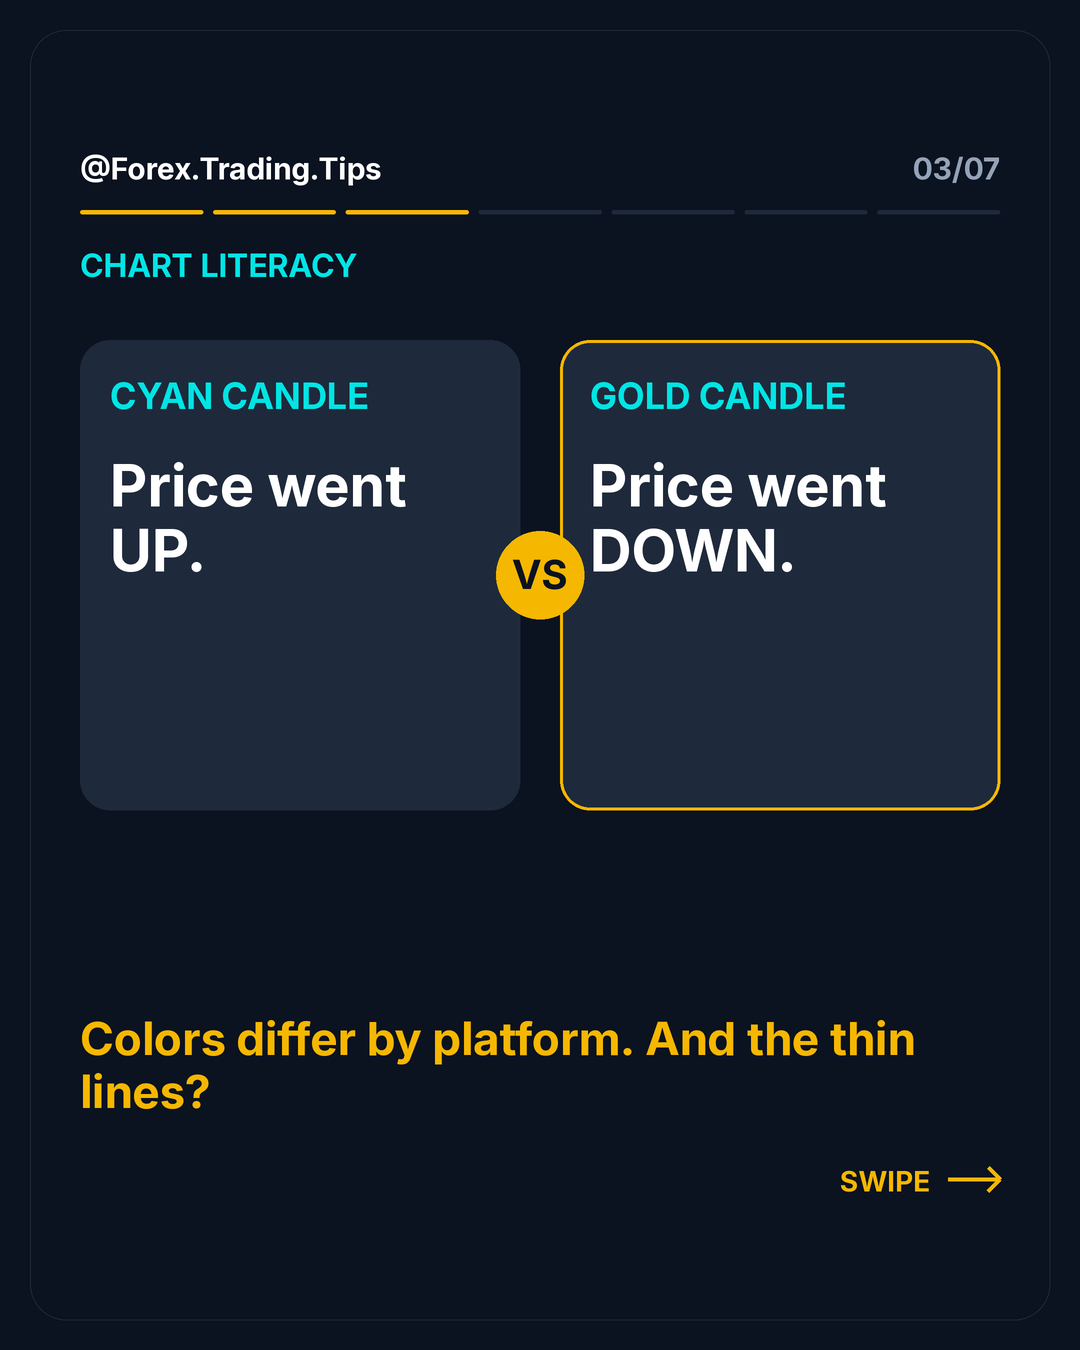 @Forex.Trading.Tips
03/07
CHART LITERACY
CYAN CANDLE
Price went
UP.
VS
GOLD CANDLE
Price went
DOWN.
Colors differ by platform. And the thin
lines?
SWIPE